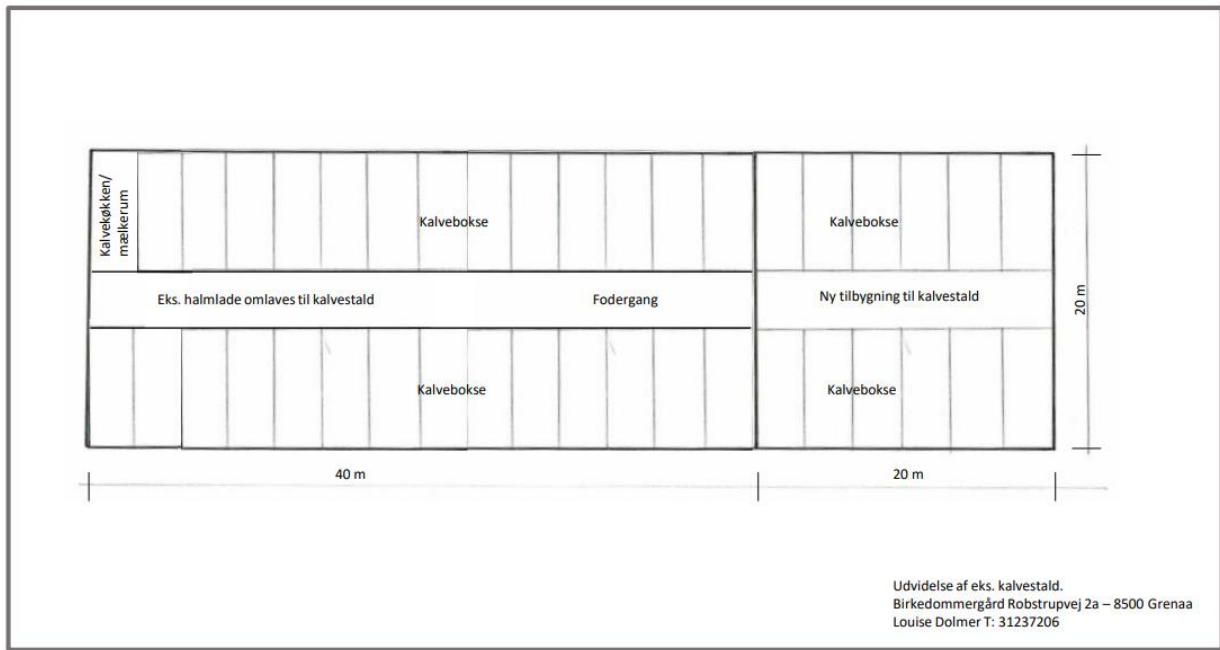 Kalvekøkken/
mælkerum
Kalvebokse
Kalvebokse
Eks. halmlade omlaves til kalvestald
Fodergang
Ny tilbygning til kalvestald
20 m
Kalvebokse
Kalvebokse
40 m
20 m
Udvidelse af eks. kalvestald.
Birkedommergård Robstrupvej 2a – 8500 Grenaa
Louise Dolmer T: 31237206